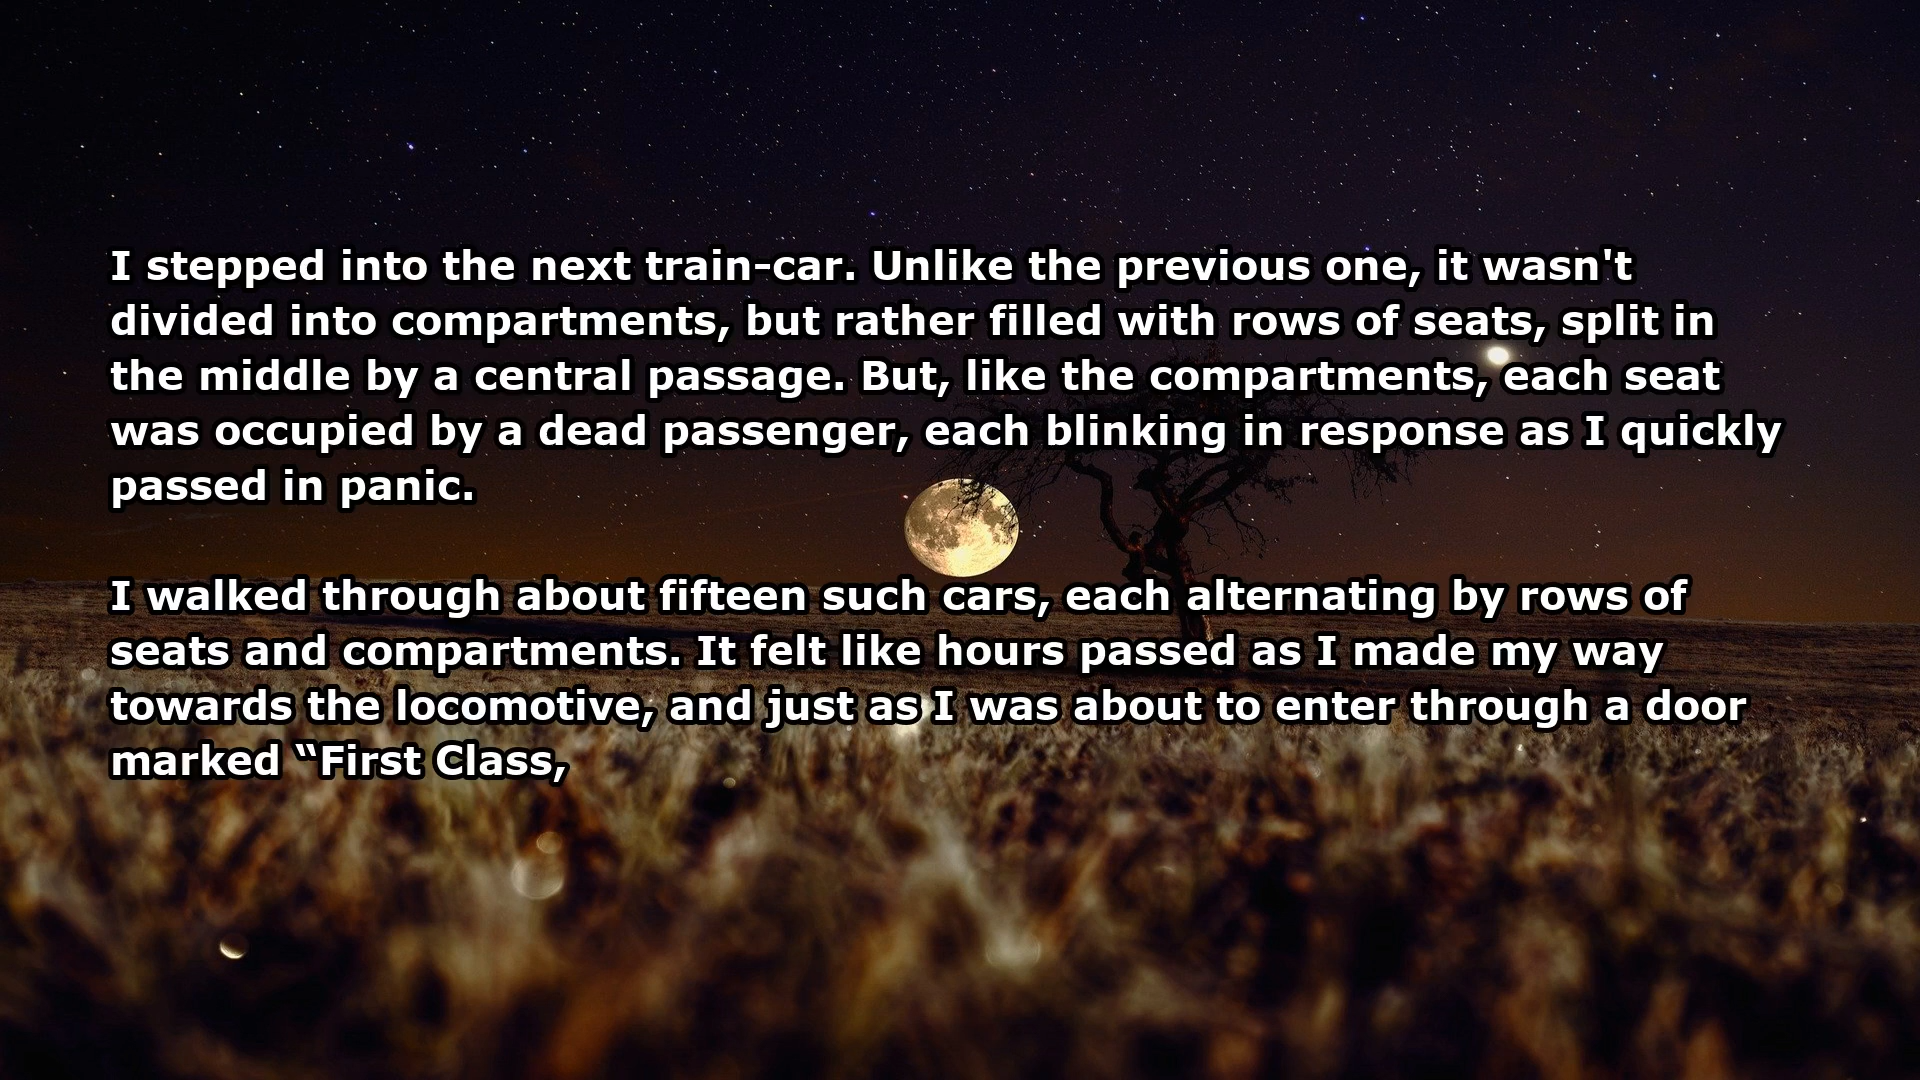 I stepped into the next train-car. Unlike the previous one, it wasn't
divided into compartments, but rather filled with rows of seats, split in
the middle by a central passage. But, like the compartments, each seat
was occupied by a dead passenger, each blinking in response as I quickly
passed in panic.
I walked through about fifteen such cars, each alternating by rows of
seats and compartments. It felt like hours passed as I made my way
towards the locomotive, and just as I was about to enter through a door
marked “First Class,